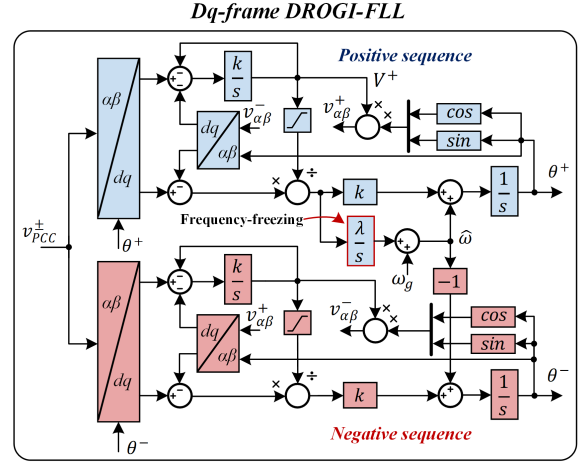 Dq-frame DROGI-FLL
Positive sequence
αβ
dq
k
s
V⁺
v⁻αβ
v⁺αβ
dq
αβ
cos
sin
÷
×
k
1
s
θ⁺
Frequency-freezing
λ
s
ω̂
ωg
v±PCC
θ⁺
-1
αβ
dq
k
s
v⁺αβ
v⁻αβ
dq
αβ
cos
sin
÷
×
k
1
s
θ⁻
θ⁻
Negative sequence